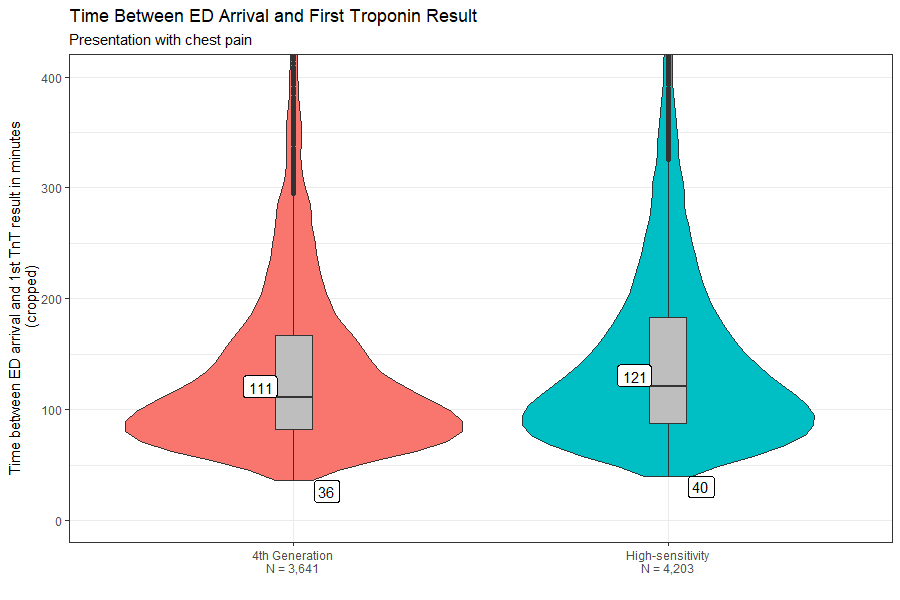 Time Between ED Arrival and First Troponin Result
Presentation with chest pain
Time between ED arrival and 1st TnT result in minutes
(cropped)
400
300
200
100
0
111
36
121
40
4th Generation
N = 3,641
High-sensitivity
N = 4,203